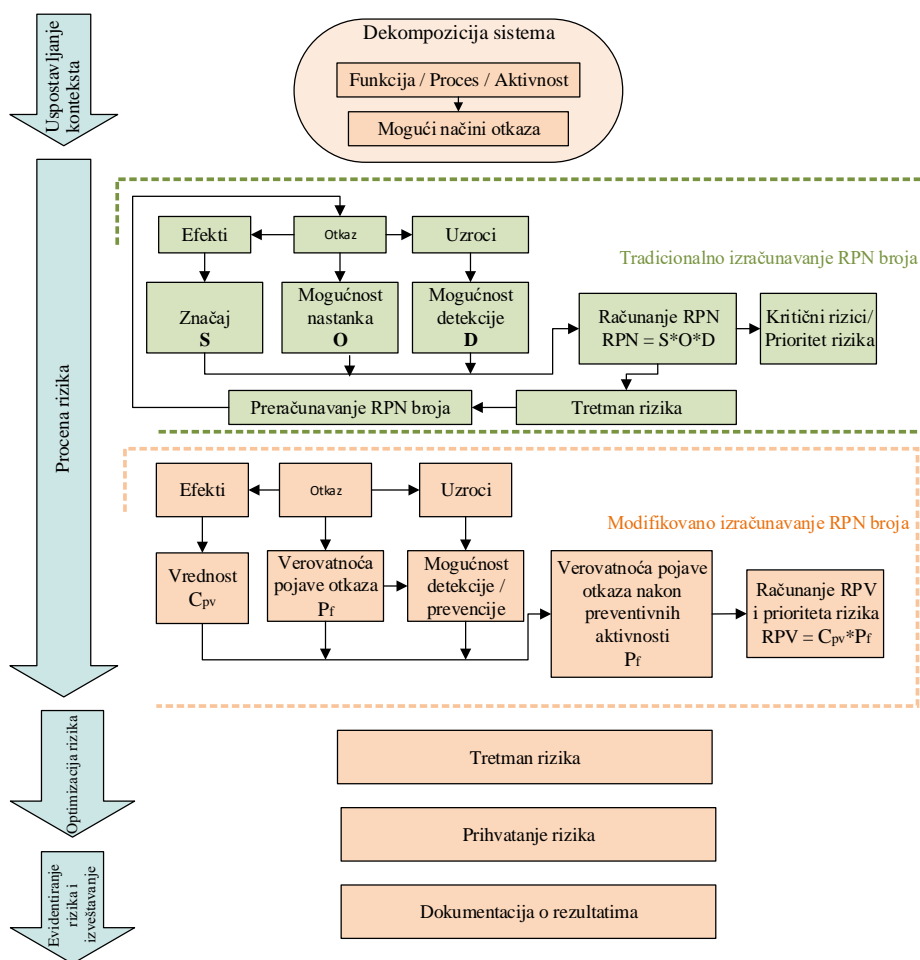 Uspostavljanje
konteksta
Dekompozicija sistema
Funkcija / Proces / Aktivnost
Mogući načini otkaza
Procena rizika
Tradicionalno izračunavanje RPN broja
Efekti
Otkaz
Uzroci
Značaj
S
Mogućnost
nastanka
O
Mogućnost
detekcije
D
Računanje RPN
RPN = S*O*D
Kritični rizici/
Prioritet rizika
Preračunavanje RPN broja
Tretman rizika
Modifikovano izračunavanje RPN broja
Efekti
Otkaz
Uzroci
Vrednost
Cpv
Verovatnoća
pojave otkaza
Pf
Mogućnost
detekcije /
prevencije
Verovatnoća pojave
otkaza nakon
preventivnih
aktivnosti
Pf
Računanje RPV
i prioriteta rizika
RPV = Cpv*Pf
Optimizacija rizika
Tretman rizika
Prihvatanje rizika
Evidentiranje
rizika i
izveštavanje
Dokumentacija o rezultatima